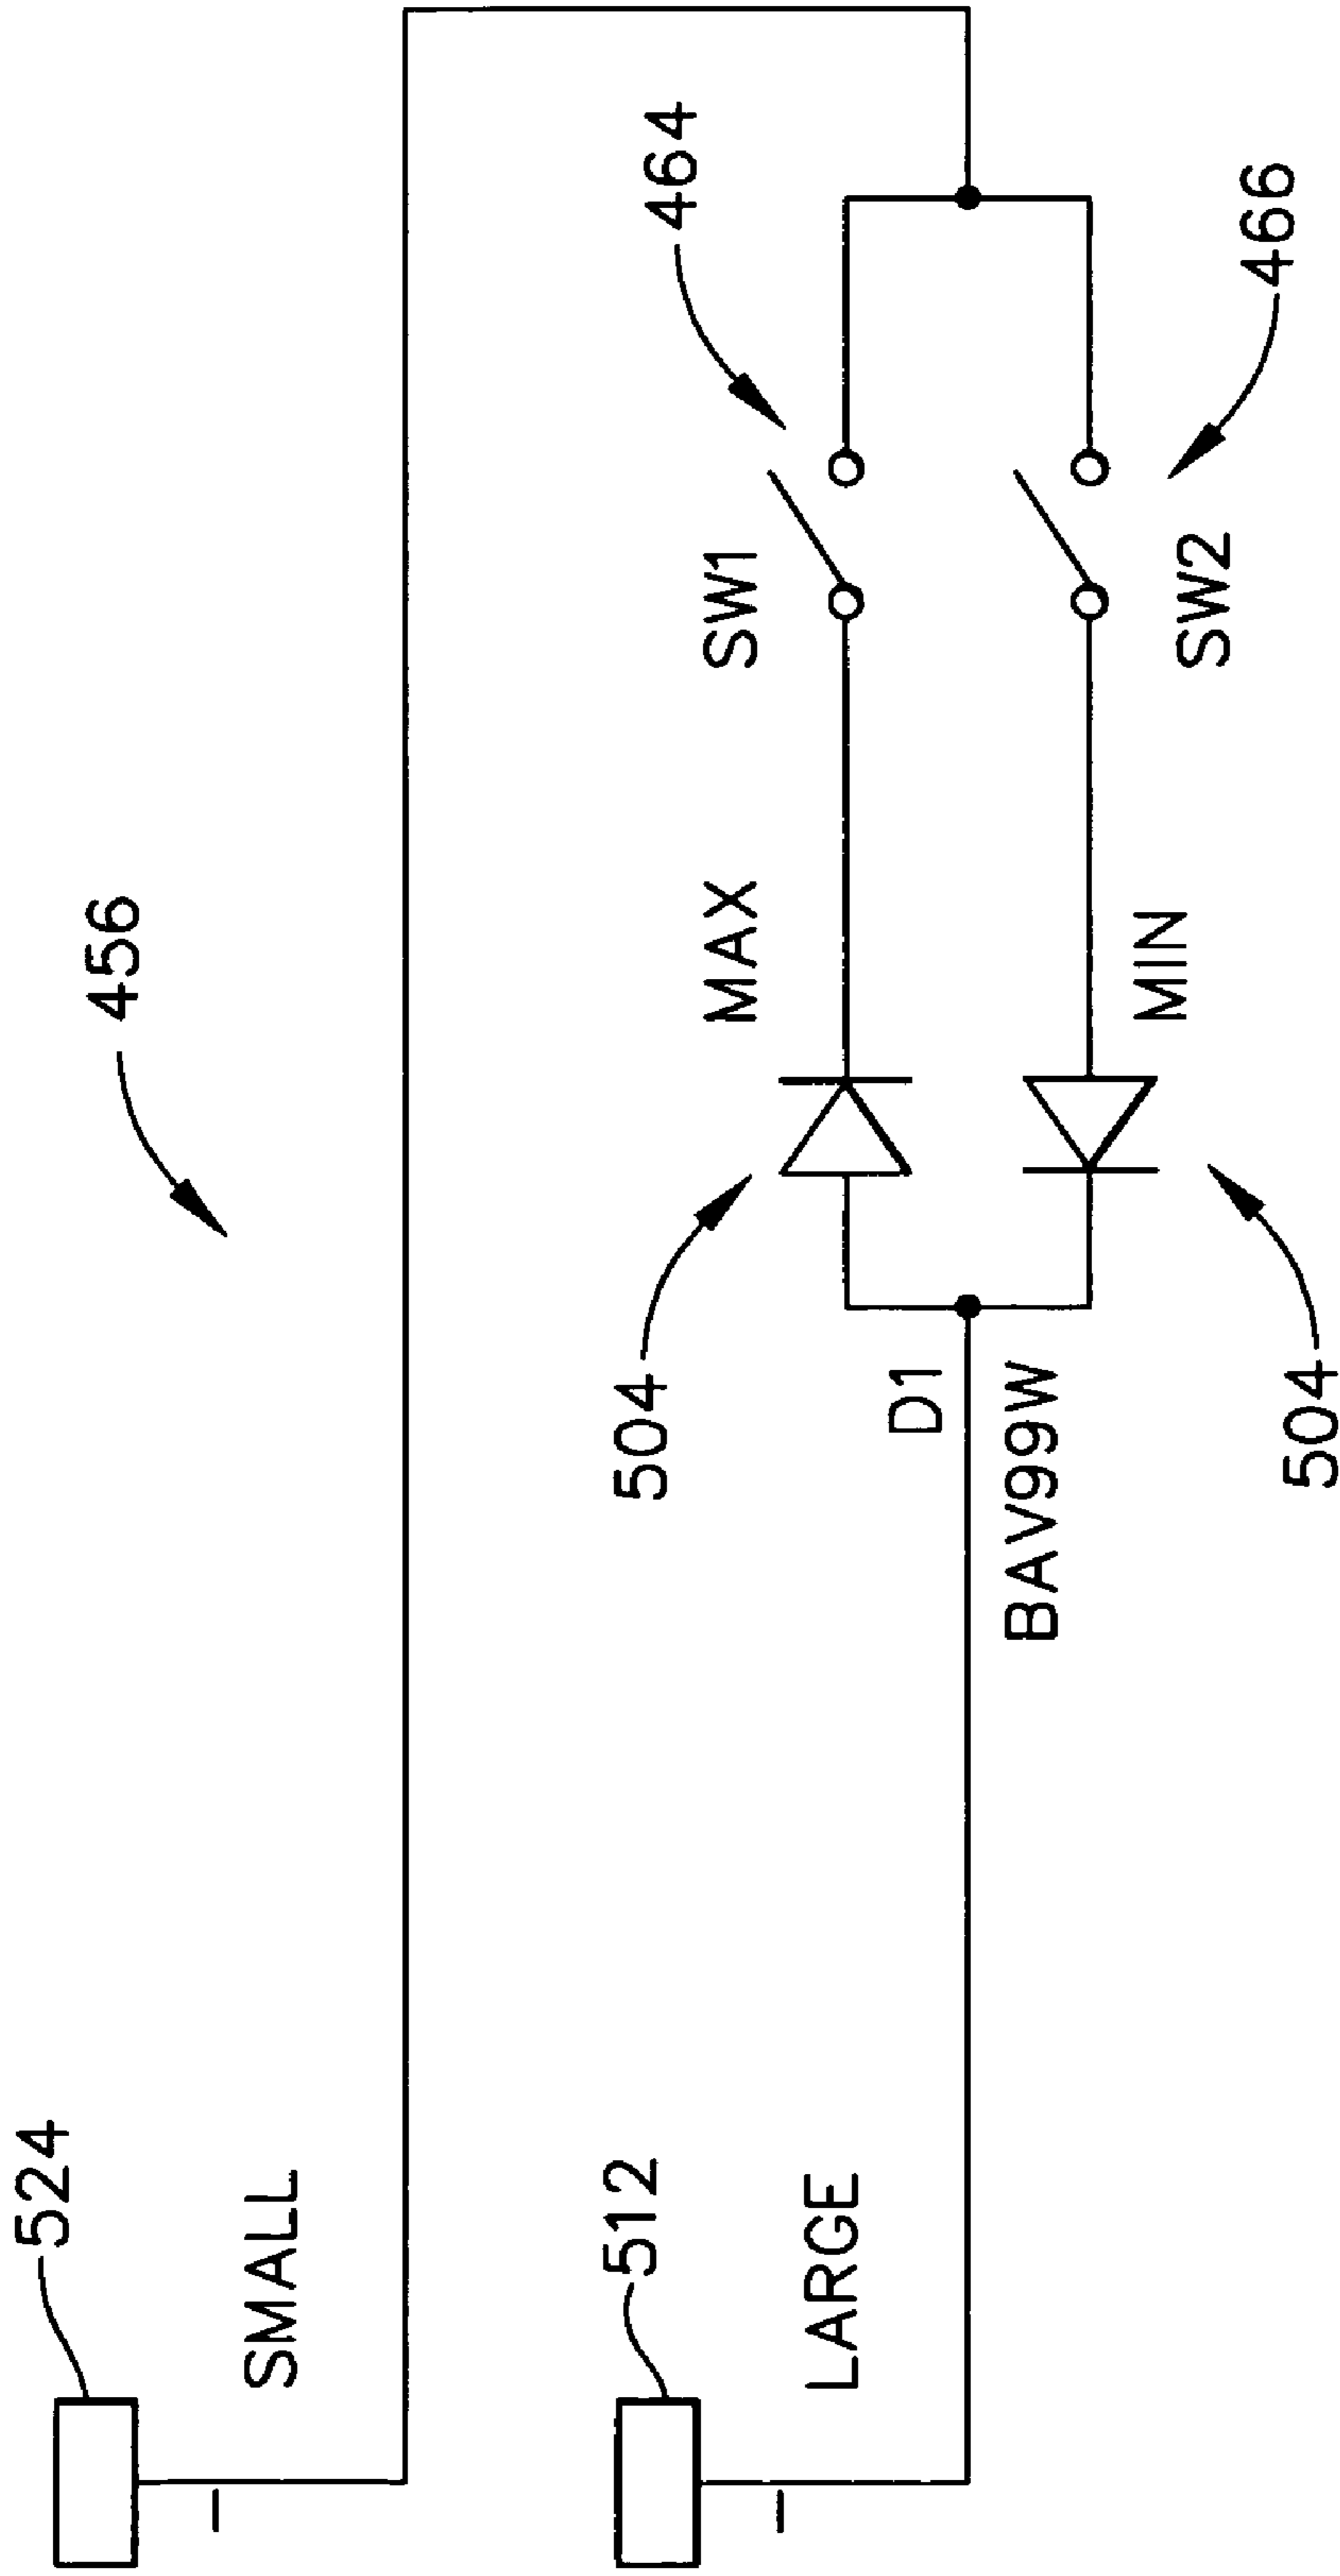 456
524
SMALL
464
SW1
MAX
504
D1
BAV99W
512
LARGE
MIN
SW2
466
504